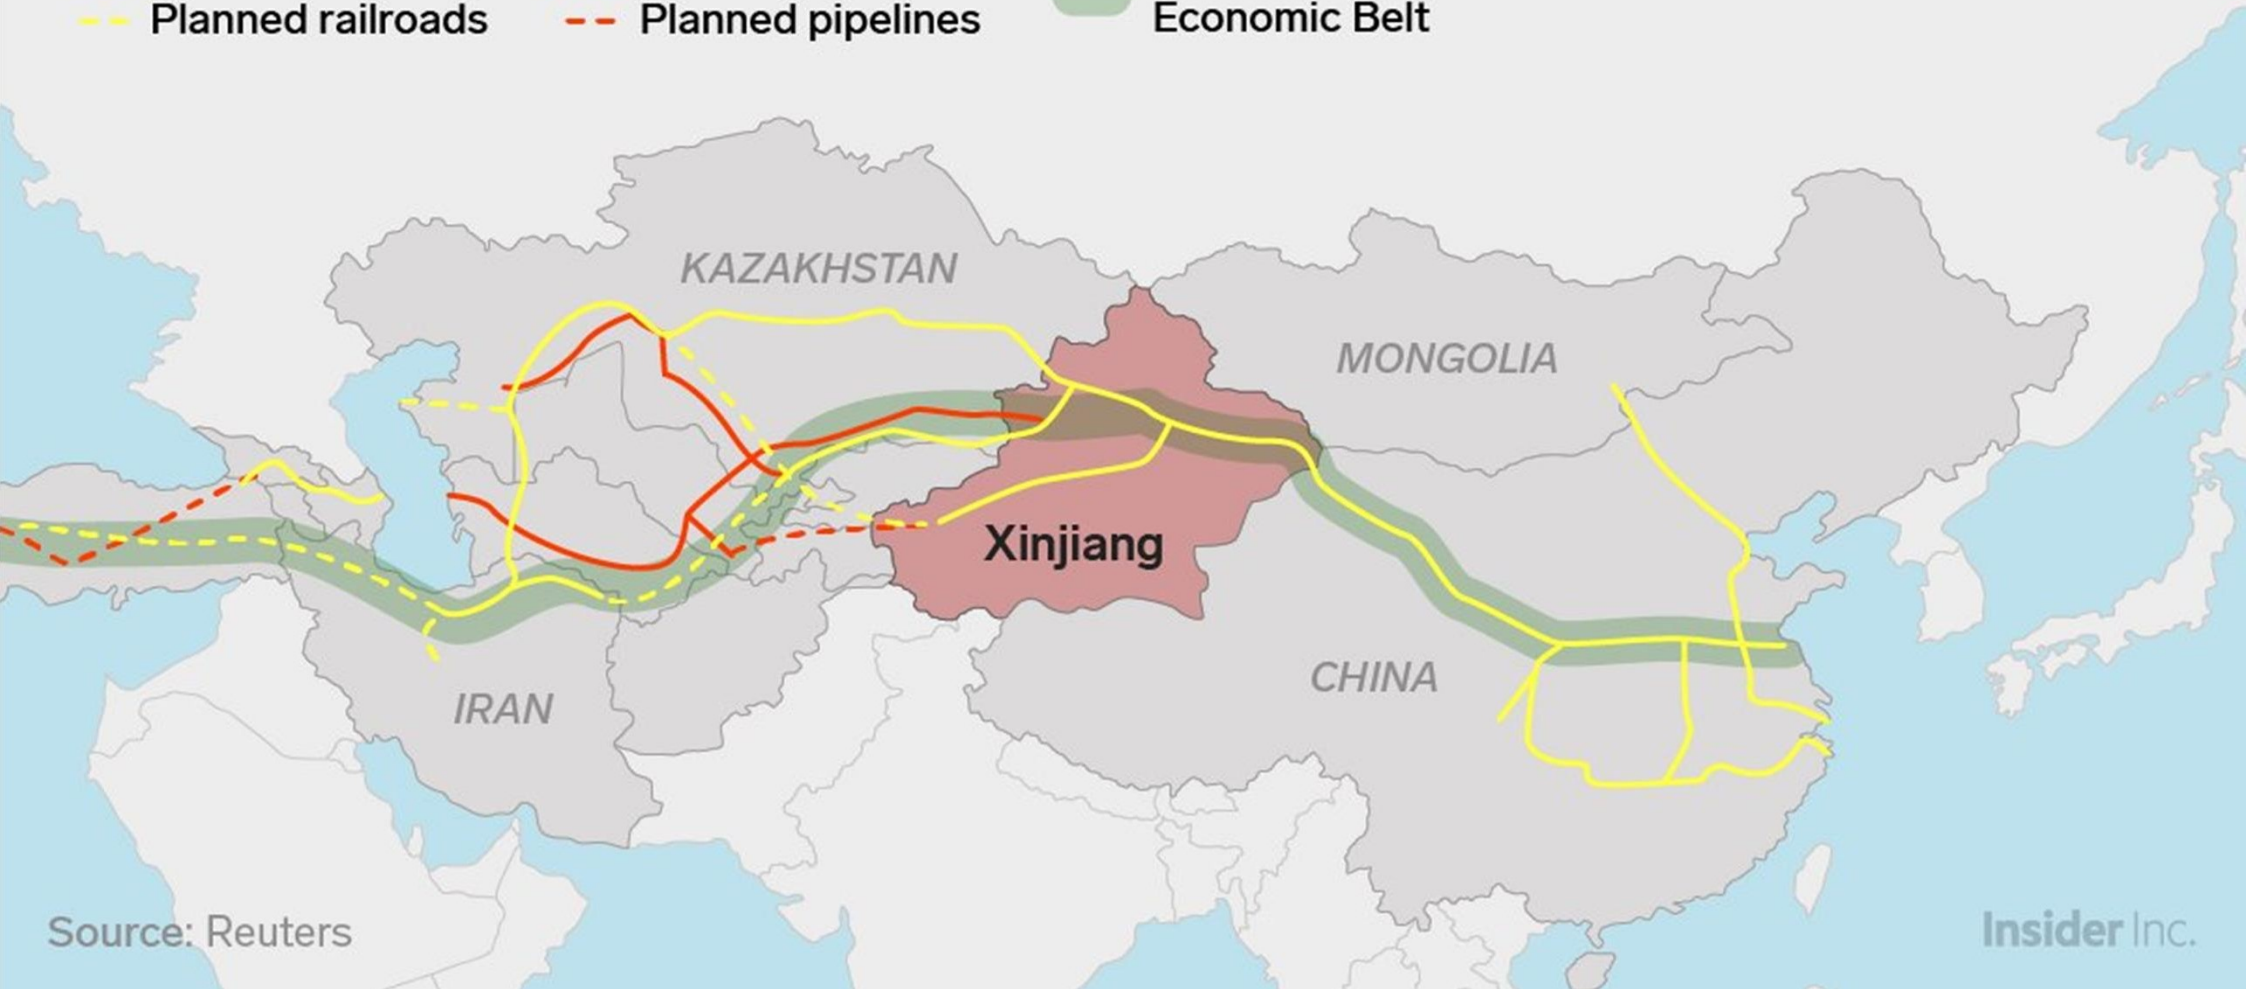 Planned railroads
Planned pipelines
Economic Belt
KAZAKHSTAN
MONGOLIA
Xinjiang
CHINA
IRAN
Source: Reuters
Insider Inc.